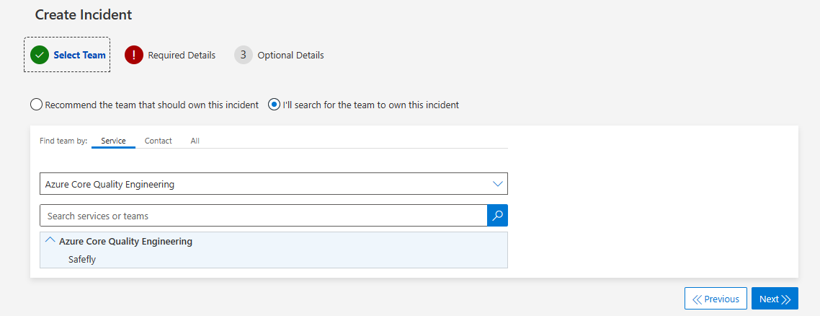 Create Incident
Select Team ! Required Details 3 Optional Details
Recommend the team that should own this incident I'll search for the team to own this incident
Find team by: Service Contact All
Azure Core Quality Engineering
Search services or teams
Azure Core Quality Engineering
Safefly
Previous Next